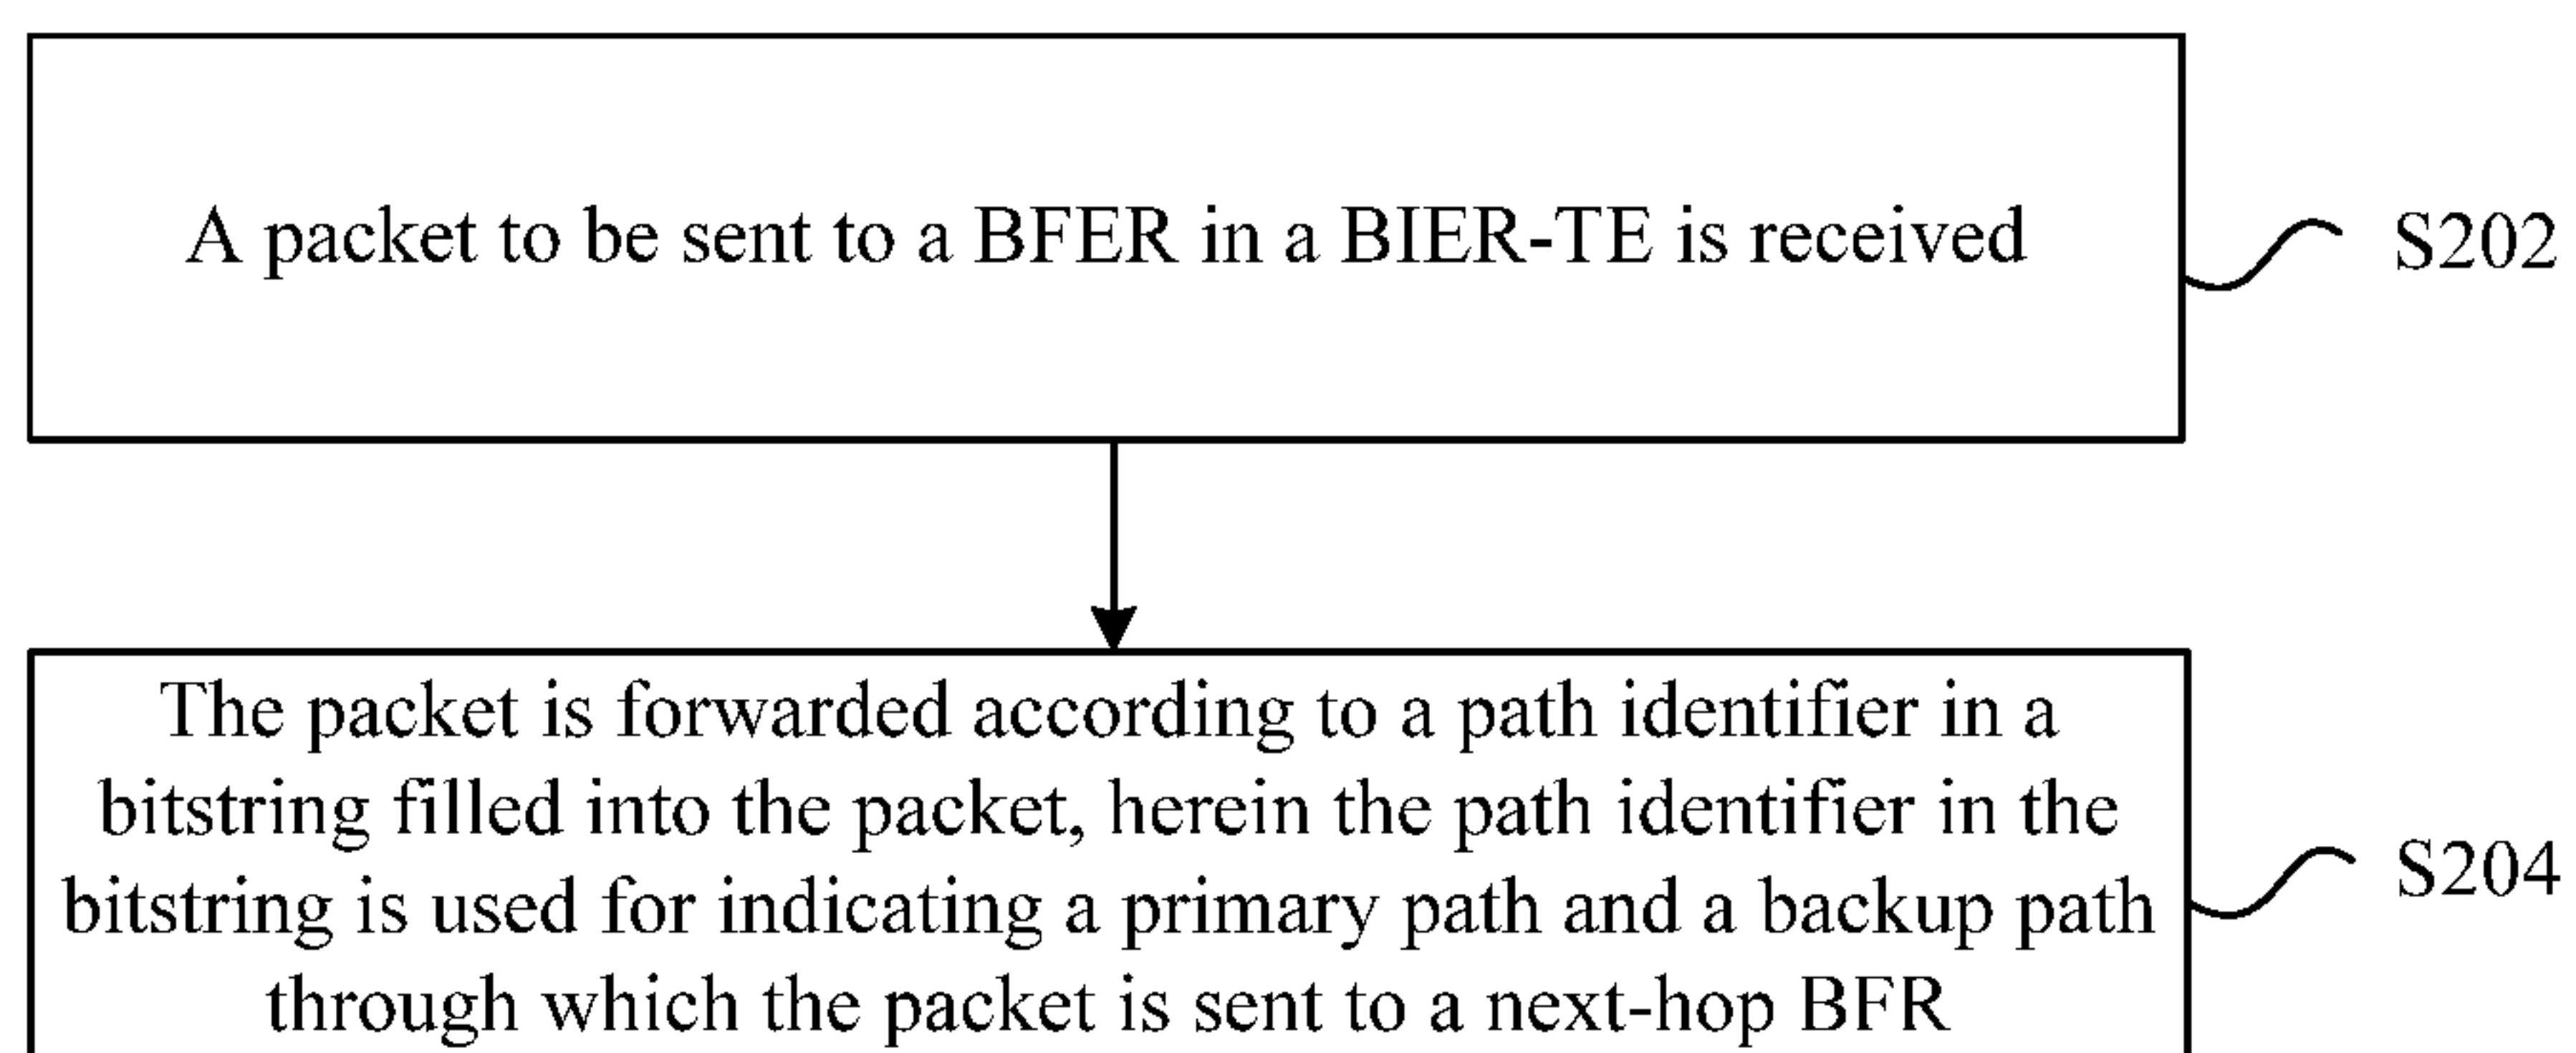 A packet to be sent to a BFER in a BIER-TE is received
S202
The packet is forwarded according to a path identifier in a
bitstring filled into the packet, herein the path identifier in the
bitstring is used for indicating a primary path and a backup path
through which the packet is sent to a next-hop BFR
S204